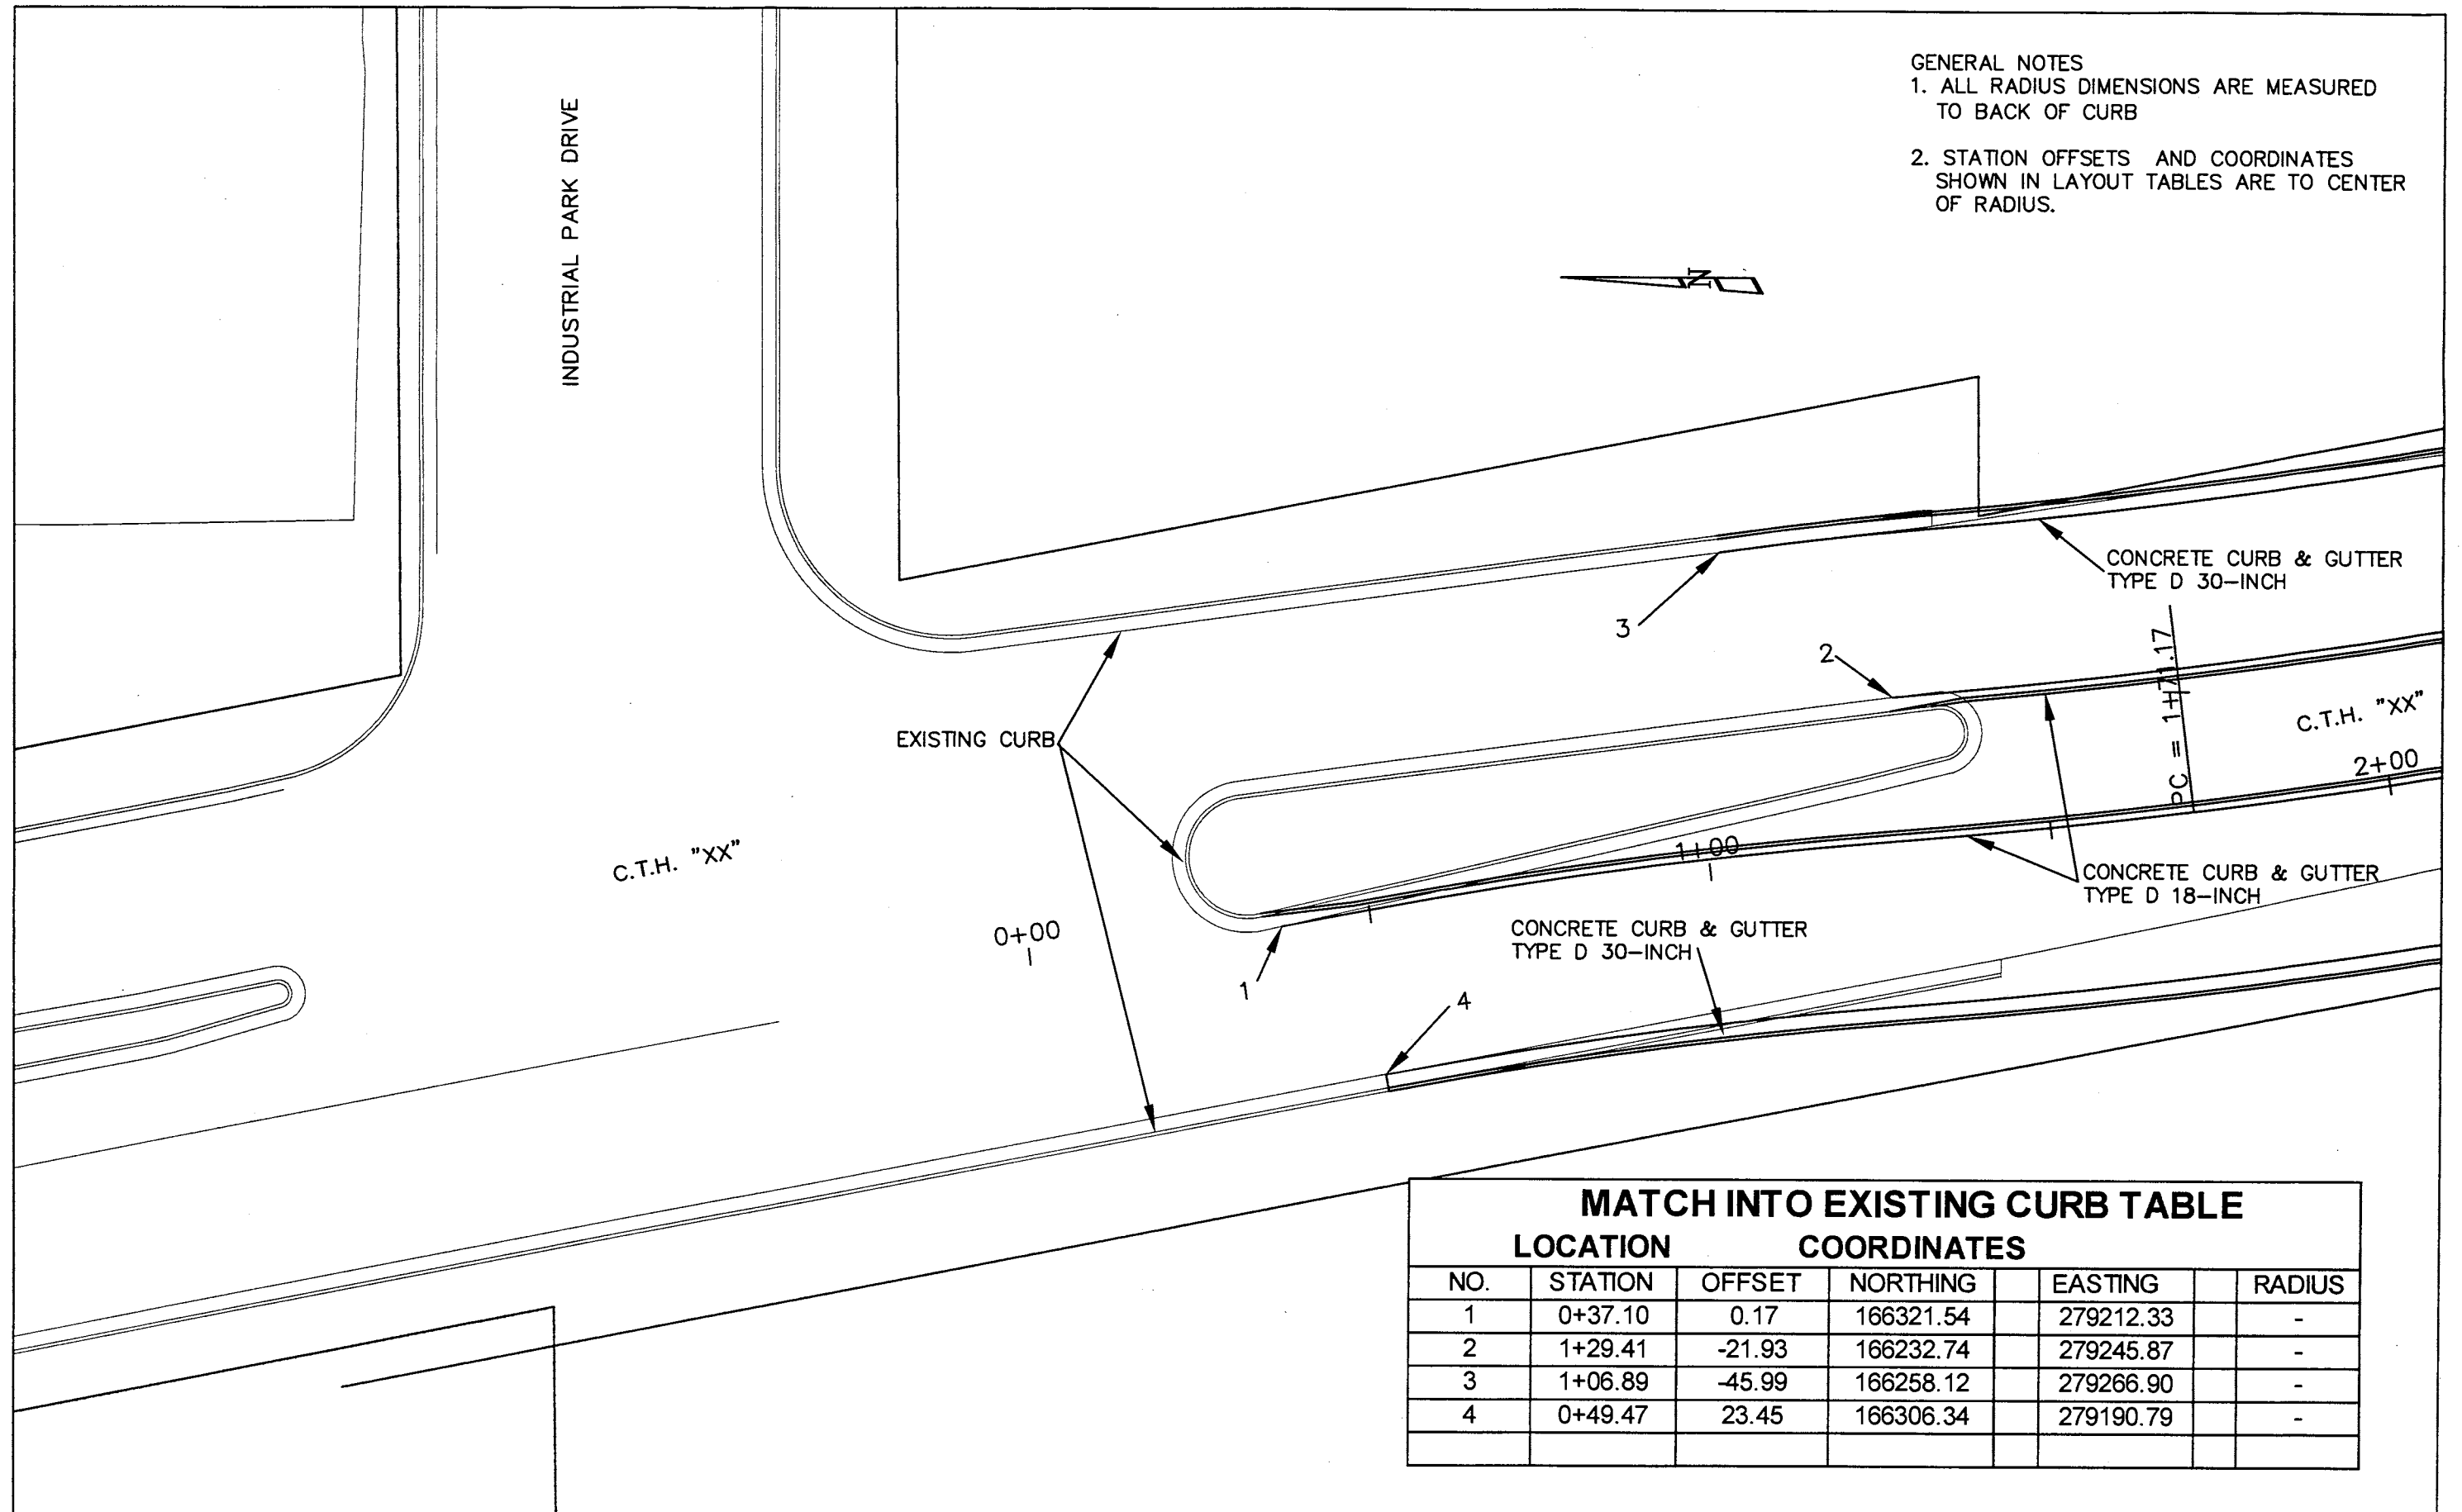 GENERAL NOTES
1. ALL RADIUS DIMENSIONS ARE MEASURED
TO BACK OF CURB
2. STATION OFFSETS AND COORDINATES
SHOWN IN LAYOUT TABLES ARE TO CENTER
OF RADIUS.
INDUSTRIAL PARK DRIVE
N
CONCRETE CURB & GUTTER
TYPE D 30-INCH
3
2
PC = 1+71.17
C.T.H. "XX"
2+00
EXISTING CURB
1+00
C.T.H. "XX"
CONCRETE CURB & GUTTER
TYPE D 18-INCH
0+00
CONCRETE CURB & GUTTER
TYPE D 30-INCH
1
4
MATCH INTO EXISTING CURB TABLE
LOCATION COORDINATES
NO. STATION OFFSET NORTHING EASTING RADIUS
1 0+37.10 0.17 166321.54 279212.33 -
2 1+29.41 -21.93 166232.74 279245.87 -
3 1+06.89 -45.99 166258.12 279266.90 -
4 0+49.47 23.45 166306.34 279190.79 -